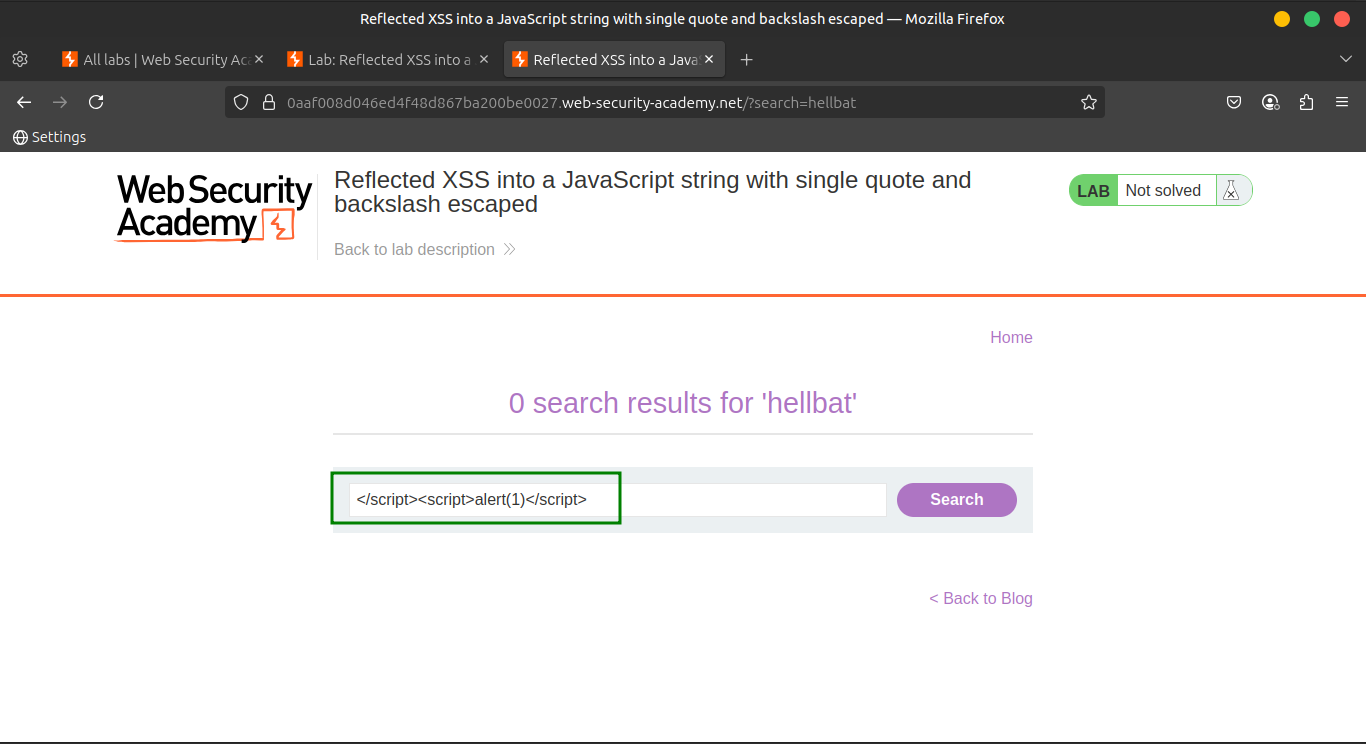 Reflected XSS into a JavaScript string with single quote and backslash escaped — Mozilla Firefox
All labs | Web Security Ac
Lab: Reflected XSS into a
Reflected XSS into a Java
0aaf008d046ed4f48d867ba200be0027.web-security-academy.net/?search=hellbat
Settings
Web Security
Academy
Reflected XSS into a JavaScript string with single quote and
backslash escaped
LAB Not solved
Back to lab description
Home
0 search results for 'hellbat'
</script><script>alert(1)</script>
Search
< Back to Blog